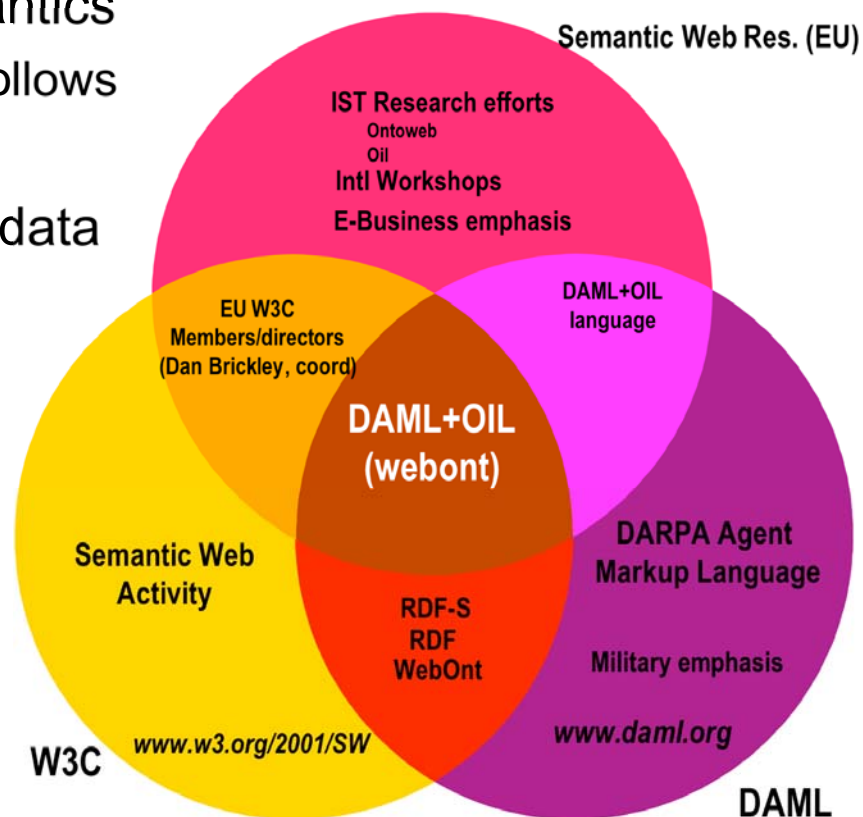 antics
ollows
data
Semantic Web Res. (EU)
IST Research efforts
Ontoweb
Oil
Intl Workshops
E-Business emphasis
EU W3C
Members/directors
(Dan Brickley, coord)
DAML+OIL
language
DAML+OIL
(webont)
Semantic Web
Activity
www.w3.org/2001/SW
W3C
RDF-S
RDF
WebOnt
DARPA Agent
Markup Language
Military emphasis
www.daml.org
DAML